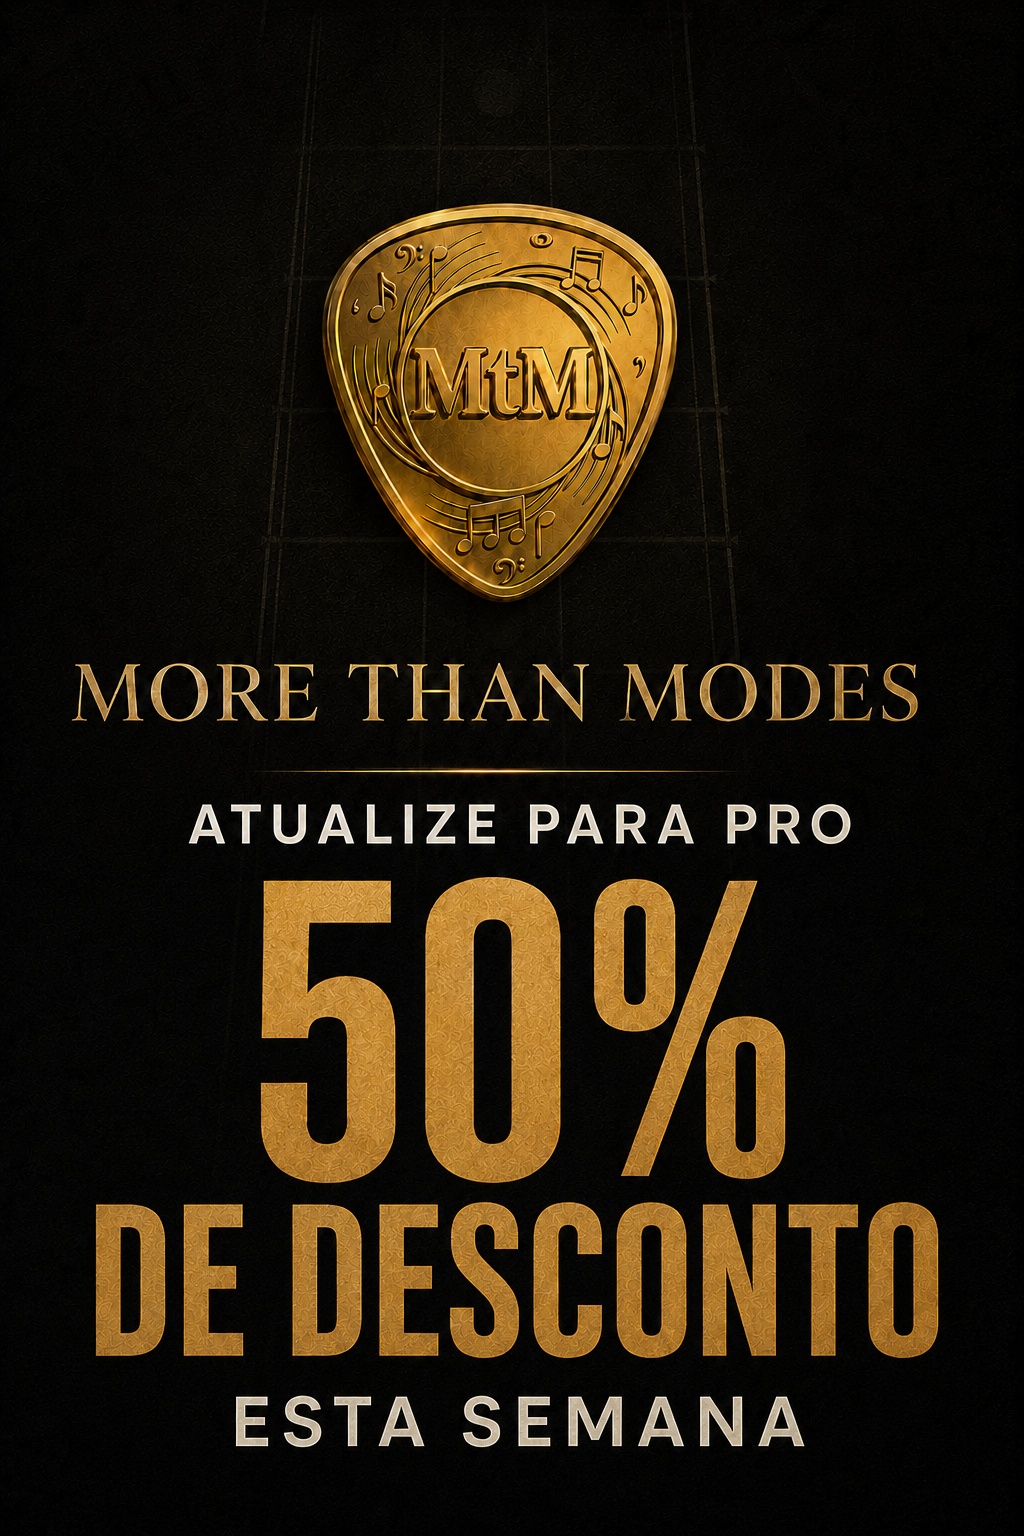 MtM
MORE THAN MODES
ATUALIZE PARA PRO
50%
DE DESCONTO
ESTA SEMANA